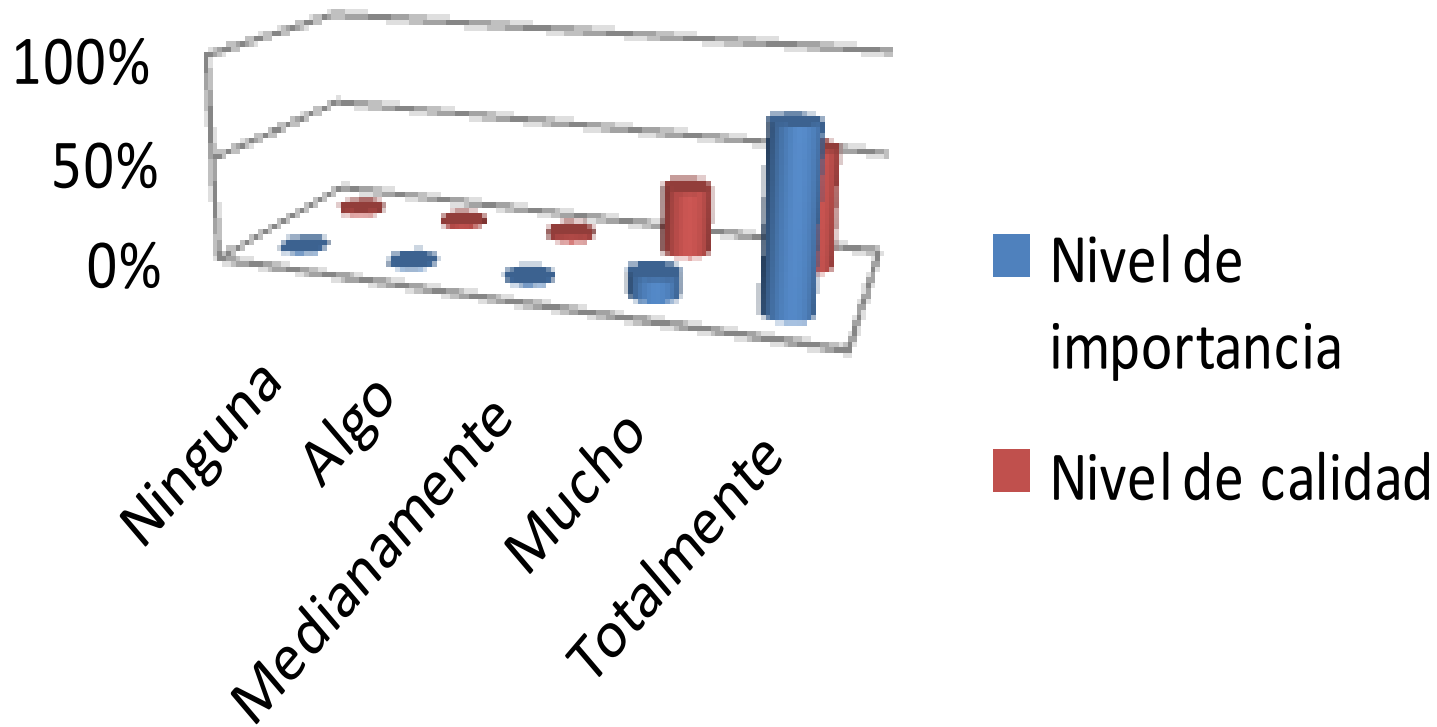 100%
50%
0%
Ninguna
Algo
Medianamente
Mucho
Totalmente
Nivel de
importancia
Nivel de calidad